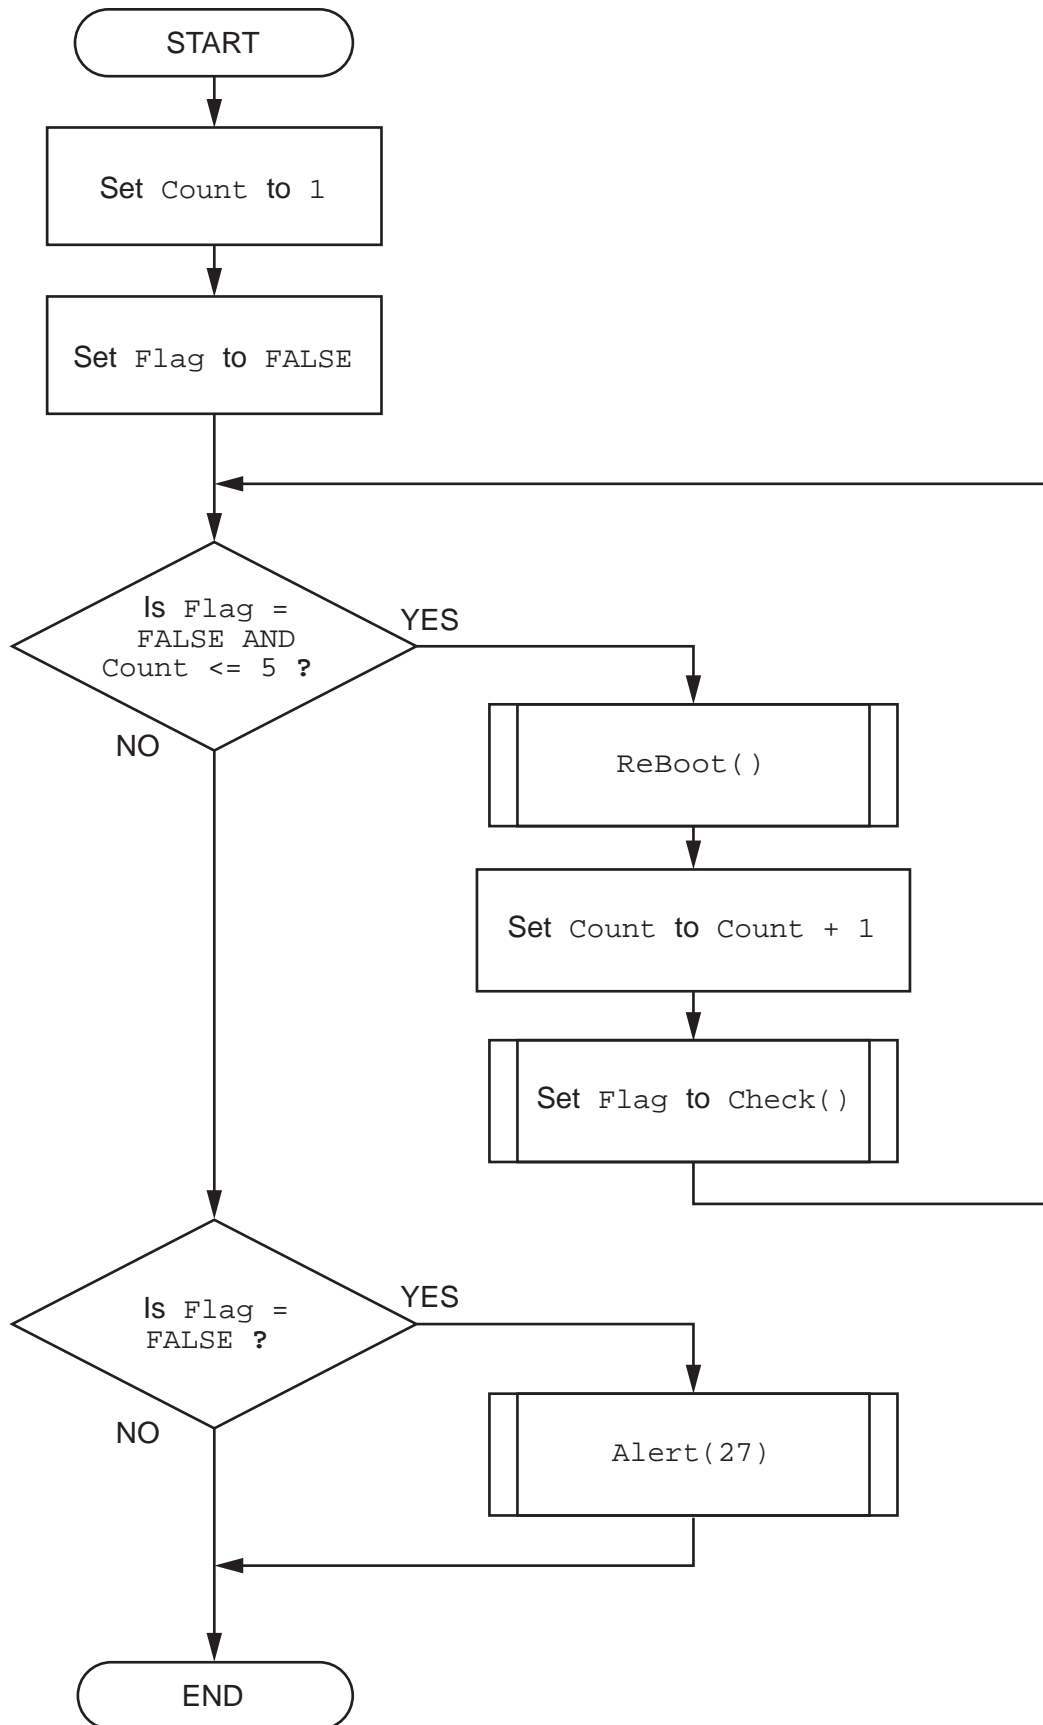 START
Set Count to 1
Set Flag to FALSE
Is Flag =
FALSE AND
Count <= 5 ?
YES
NO
ReBoot()
Set Count to Count + 1
Set Flag to Check()
Is Flag =
FALSE ?
YES
NO
Alert(27)
END